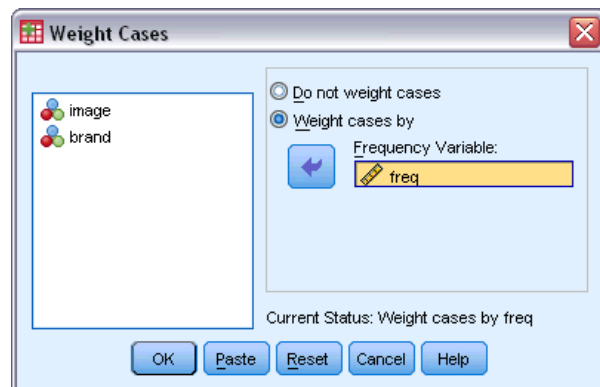 Weight Cases
image
brand
Do not weight cases
Weight cases by
Frequency Variable:
freq
Current Status: Weight cases by freq
OK Paste Reset Cancel Help